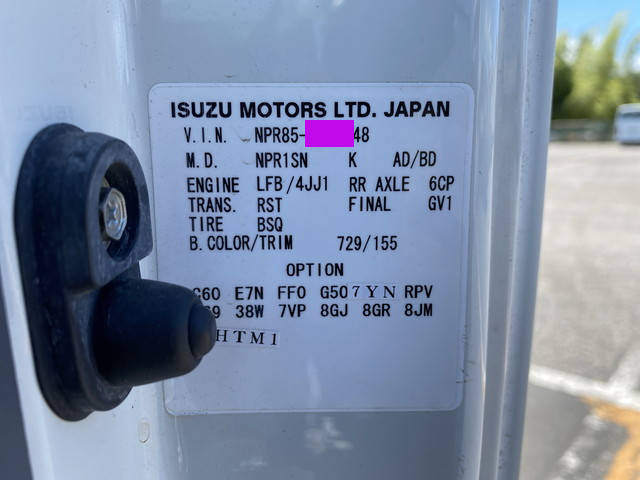 ISUZU
ISUZU MOTORS LTD. JAPAN
V.I.N. NPR85- 48
M.D. NPR1SN K AD/BD
ENGINE LFB/4JJ1 RR AXLE 6CP
TRANS. RST FINAL GV1
TIRE BSQ
B.COLOR/TRIM 729/155
OPTION
E7N FF0 G50 7YN RPV
38W 7VP 8GJ 8GR 8JM
HTM1